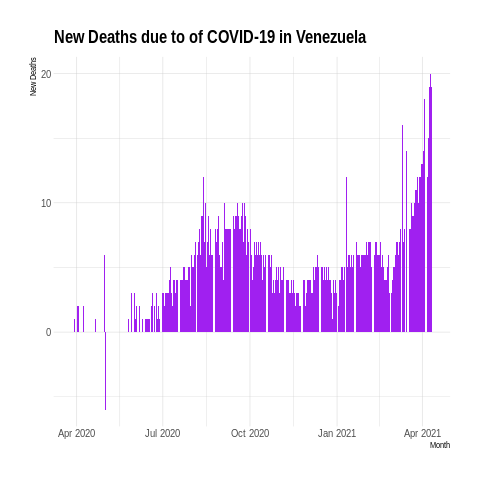 New Deaths due to of COVID-19 in Venezuela
New Deaths
20
10
0
Apr 2020 Jul 2020 Oct 2020 Jan 2021 Apr 2021
Month